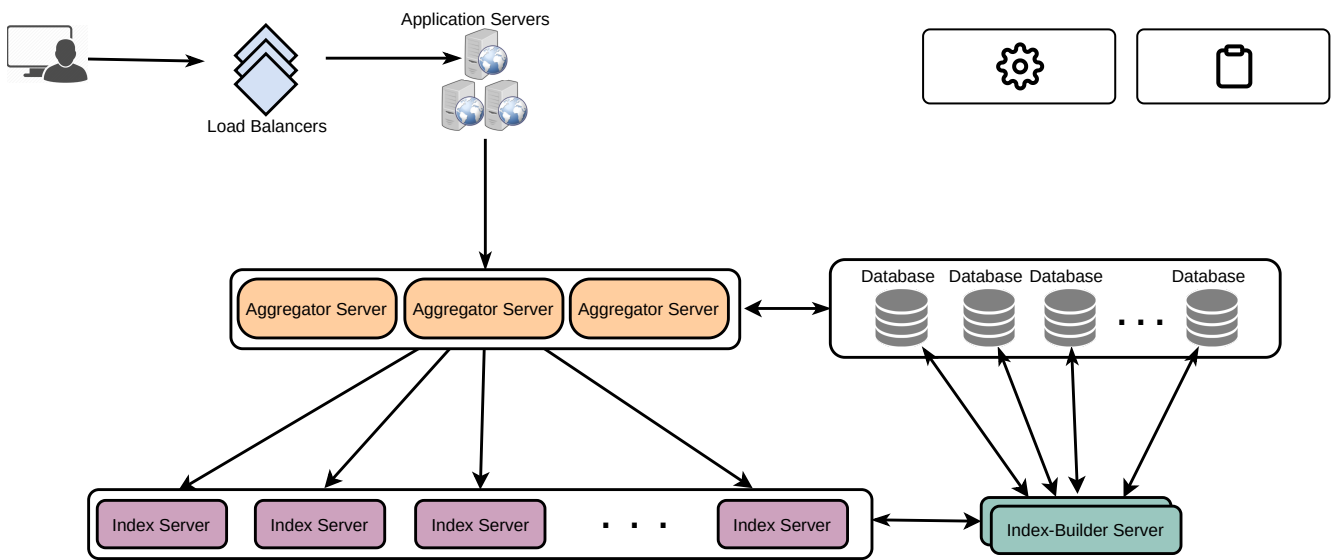 Application Servers
Load Balancers
Aggregator Server
Aggregator Server
Aggregator Server
Database
Database
Database
. . .
Database
Index Server
Index Server
Index Server
. . .
Index Server
Index-Builder Server